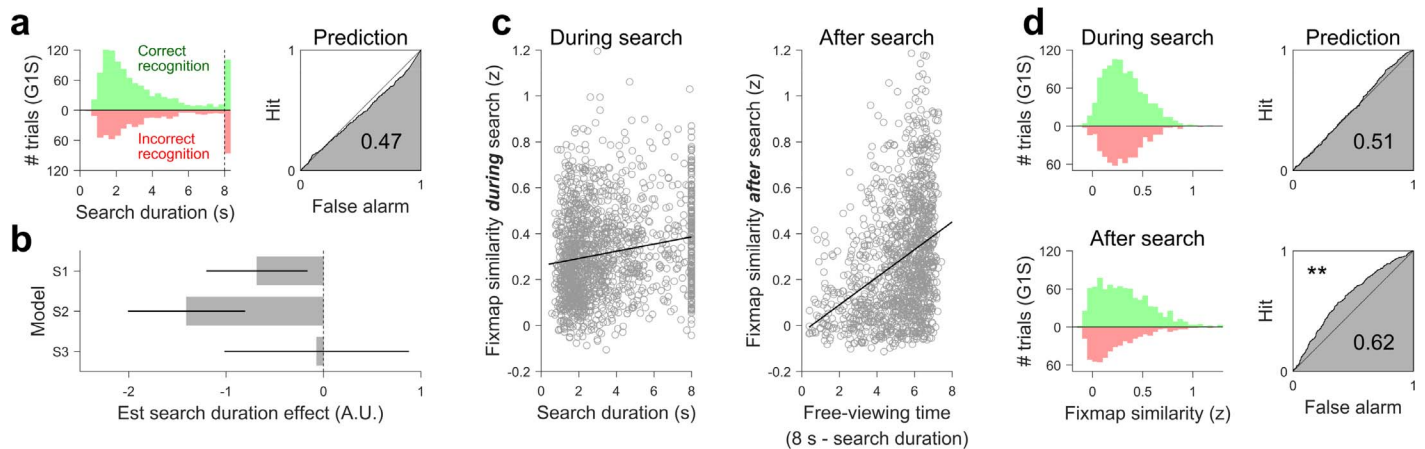 a
Correct
recognition
Incorrect
recognition
# trials (G1S)
120
60
0
60
120
0
2
4
6
8
Search duration (s)
Prediction
Hit
1
0
0.47
0
1
False alarm
b
Model
S1
S2
S3
-2
-1
0
1
Est search duration effect (A.U.)
c
During search
Fixmap similarity during search (z)
1.2
1
0.8
0.6
0.4
0.2
0
-0.2
0
2
4
6
8
Search duration (s)
After search
Fixmap similarity after search (z)
1.2
1
0.8
0.6
0.4
0.2
0
-0.2
0
2
4
6
8
Free-viewing time
(8 s - search duration)
d
During search
# trials (G1S)
120
60
0
60
0
0.5
1
Prediction
Hit
1
0
0.51
0
1
After search
# trials (G1S)
120
60
0
60
0
0.5
1
Fixmap similarity (z)
Hit
1
0
**
0.62
0
1
False alarm